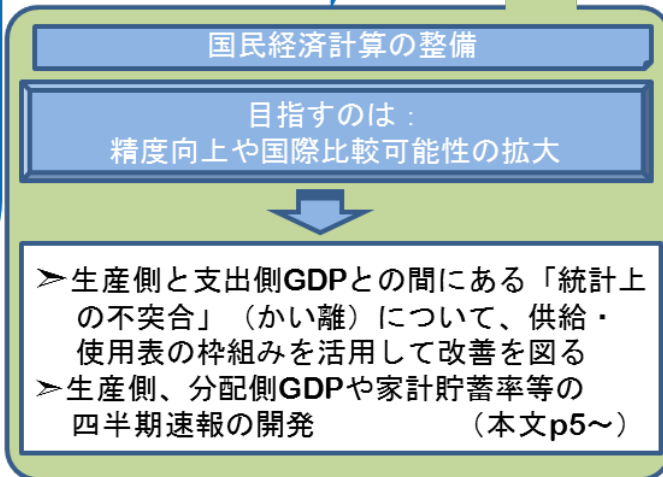 国民経済計算の整備
目指すのは：
精度向上や国際比較可能性の拡大
➢生産側と支出側GDPとの間にある「統計上
の不突合」（かい離）について、供給・
使用表の枠組みを活用して改善を図る
➢生産側、分配側GDPや家計貯蓄率等の
四半期速報の開発　　　　　（本文p5～）